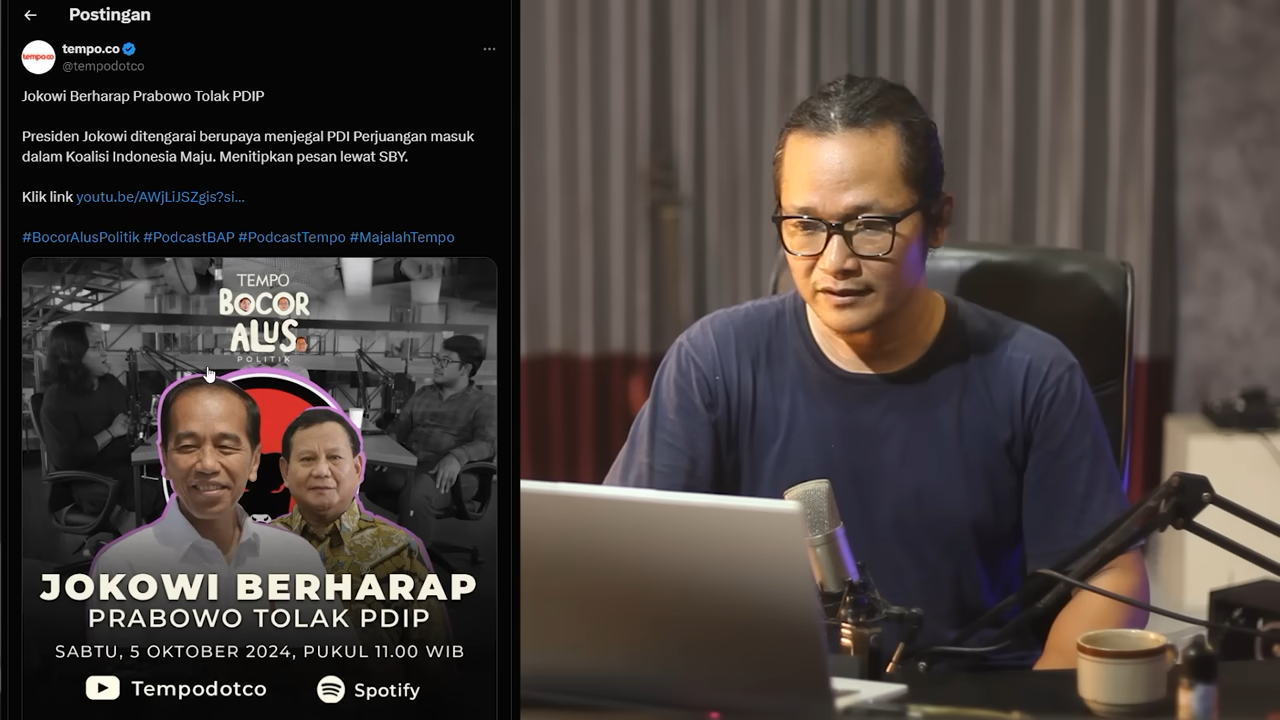 Postingan
tempo.co
@tempodotco
Jokowi Berharap Prabowo Tolak PDIP
Presiden Jokowi ditengarai berupaya menjegal PDI Perjuangan masuk
dalam Koalisi Indonesia Maju. Menitipkan pesan lewat SBY.
Klik link youtu.be/AWjLiJSZgis?si...
#BocorAlusPolitik #PodcastBAP #PodcastTempo #MajalahTempo
TEMPO
BOCOR
ALUS
POLITIK
JOKOWI BERHARAP
PRABOWO TOLAK PDIP
SABTU, 5 OKTOBER 2024, PUKUL 11.00 WIB
Tempodotco
Spotify